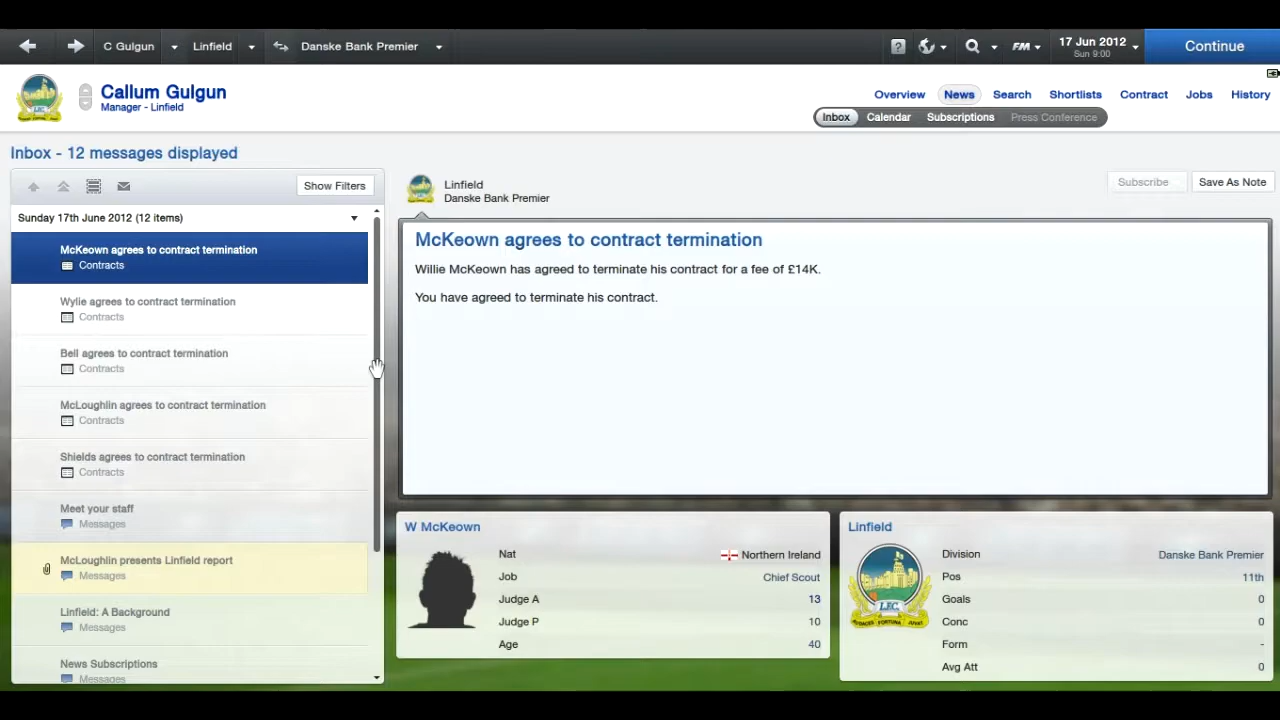 C Gulgun Linfield Danske Bank Premier ? FM 17 Jun 2012 Continue
Sun 9:00
Callum Gulgun
Manager - Linfield
Overview News Search Shortlists Contract Jobs History
Inbox Calendar Subscriptions Press Conference
Inbox - 12 messages displayed
Show Filters
Sunday 17th June 2012 (12 items)
McKeown agrees to contract termination
Contracts
Wylie agrees to contract termination
Contracts
Bell agrees to contract termination
Contracts
McLoughlin agrees to contract termination
Contracts
Shields agrees to contract termination
Contracts
Meet your staff
Messages
McLoughlin presents Linfield report
Messages
Linfield: A Background
Messages
News Subscriptions
Messages
Linfield
Danske Bank Premier
Subscribe Save As Note
McKeown agrees to contract termination
Willie McKeown has agreed to terminate his contract for a fee of £14K.
You have agreed to terminate his contract.
W McKeown
Nat Northern Ireland
Job Chief Scout
Judge A 13
Judge P 10
Age 40
Linfield
Division Danske Bank Premier
Pos 11th
Goals 0
Conc 0
Form -
Avg Att 0